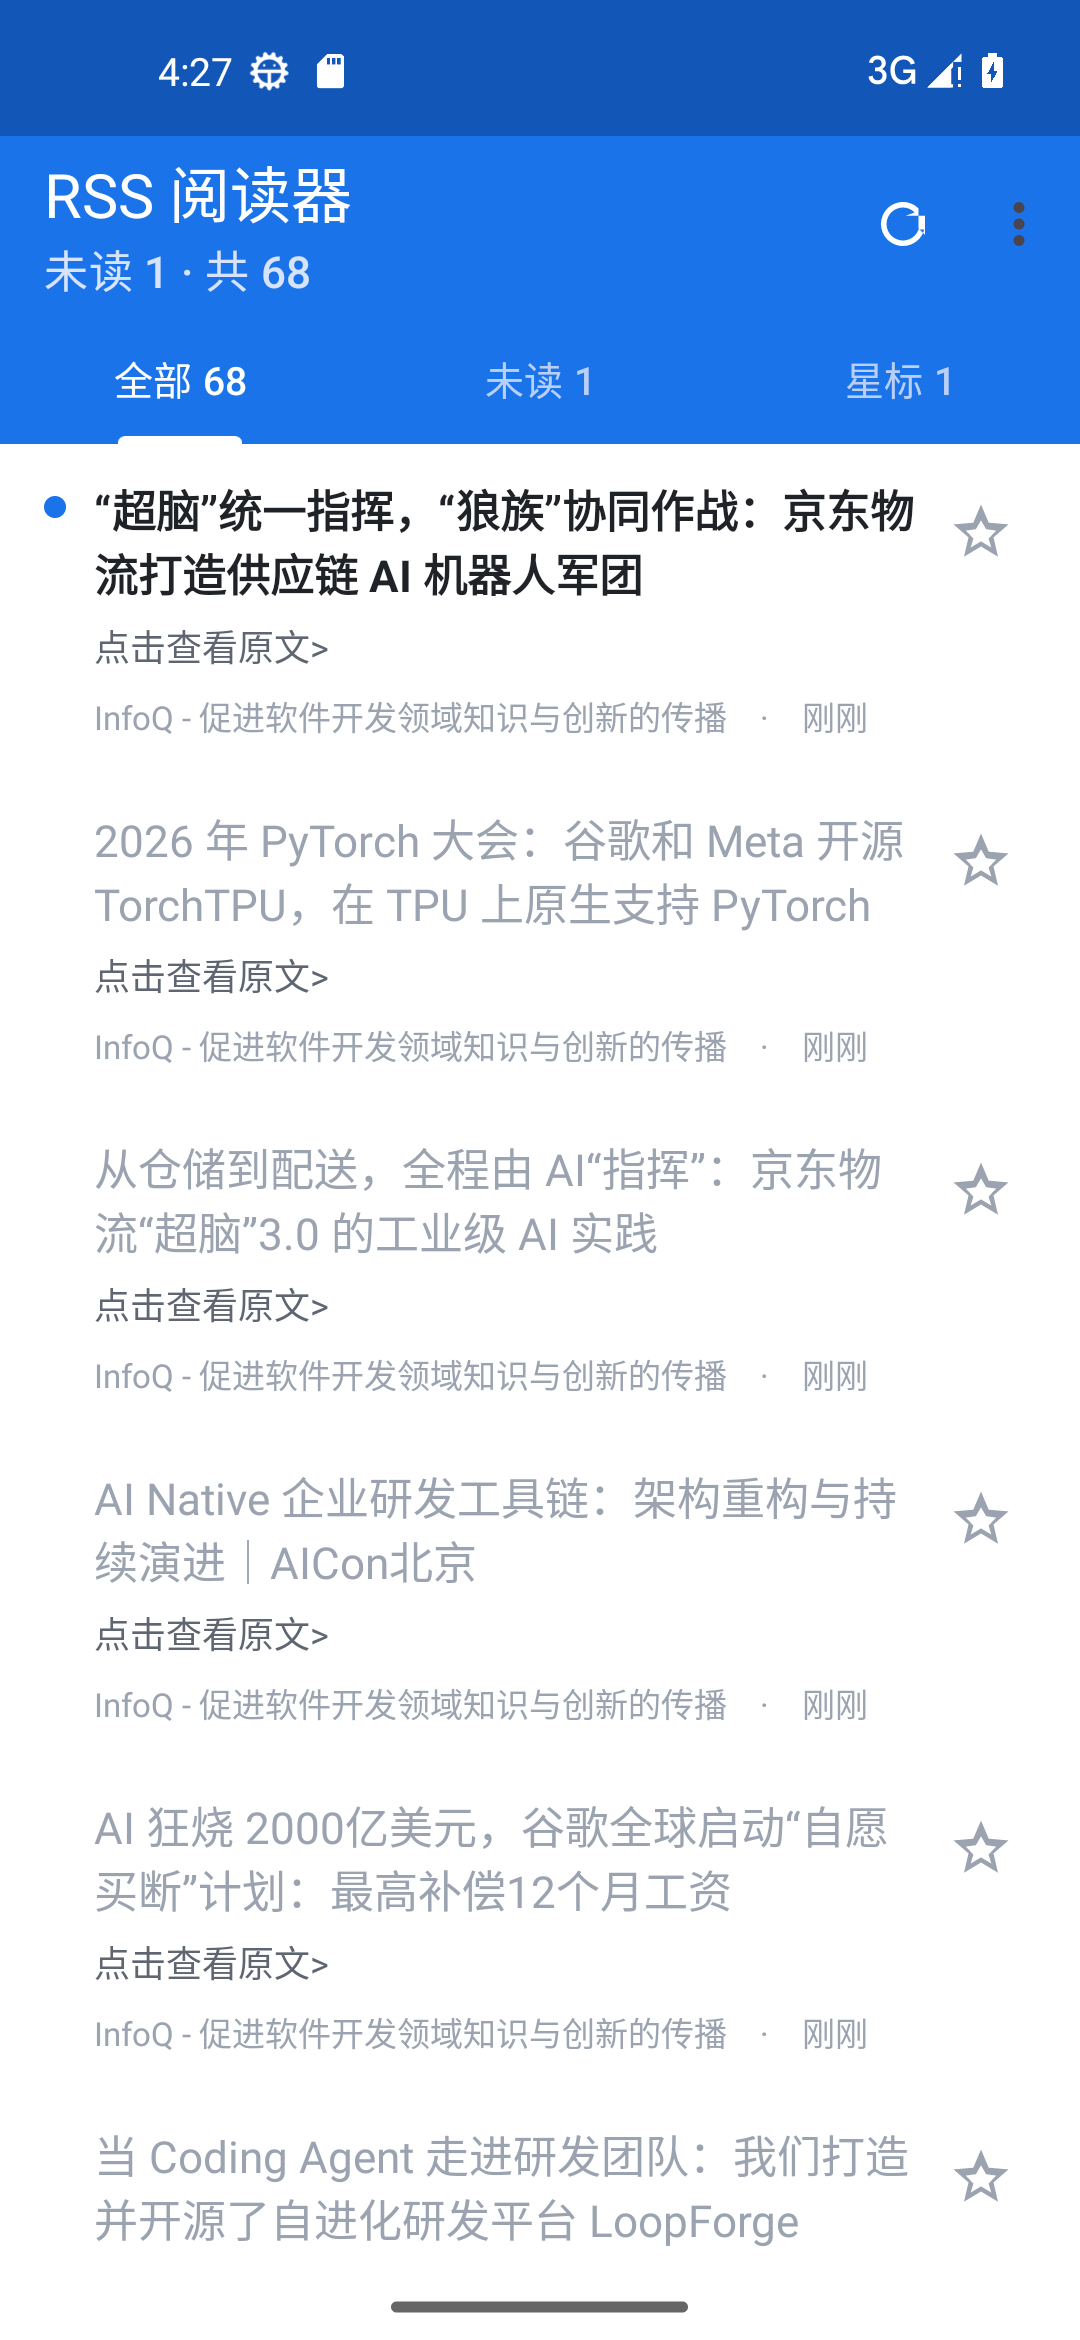 4:27
3G
RSS 阅读器
未读 1 · 共 68
全部 68
未读 1
星标 1
“超脑”统一指挥，“狼族”协同作战：京东物
流打造供应链 AI 机器人军团
点击查看原文>
InfoQ - 促进软件开发领域知识与创新的传播 · 刚刚
2026 年 PyTorch 大会：谷歌和 Meta 开源
TorchTPU，在 TPU 上原生支持 PyTorch
点击查看原文>
InfoQ - 促进软件开发领域知识与创新的传播 · 刚刚
从仓储到配送，全程由 AI“指挥”：京东物
流“超脑”3.0 的工业级 AI 实践
点击查看原文>
InfoQ - 促进软件开发领域知识与创新的传播 · 刚刚
AI Native 企业研发工具链：架构重构与持
续演进｜AICon北京
点击查看原文>
InfoQ - 促进软件开发领域知识与创新的传播 · 刚刚
AI 狂烧 2000亿美元，谷歌全球启动“自愿
买断”计划：最高补偿12个月工资
点击查看原文>
InfoQ - 促进软件开发领域知识与创新的传播 · 刚刚
当 Coding Agent 走进研发团队：我们打造
并开源了自进化研发平台 LoopForge